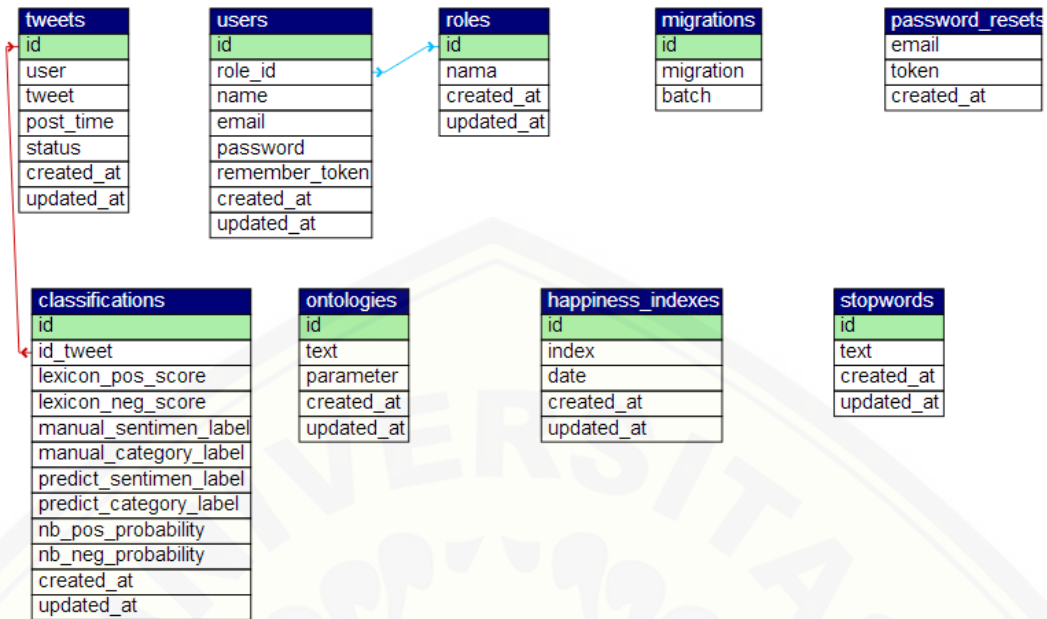 tweets
id
user
tweet
post_time
status
created_at
updated_at
users
id
role_id
name
email
password
remember_token
created_at
updated_at
roles
id
nama
created_at
updated_at
migrations
id
migration
batch
password_resets
email
token
created_at
classifications
id
id_tweet
lexicon_pos_score
lexicon_neg_score
manual_sentimen_label
manual_category_label
predict_sentimen_label
predict_category_label
nb_pos_probability
nb_neg_probability
created_at
updated_at
ontologies
id
text
parameter
created_at
updated_at
happiness_indexes
id
index
date
created_at
updated_at
stopwords
id
text
created_at
updated_at
UNIVERSITAS